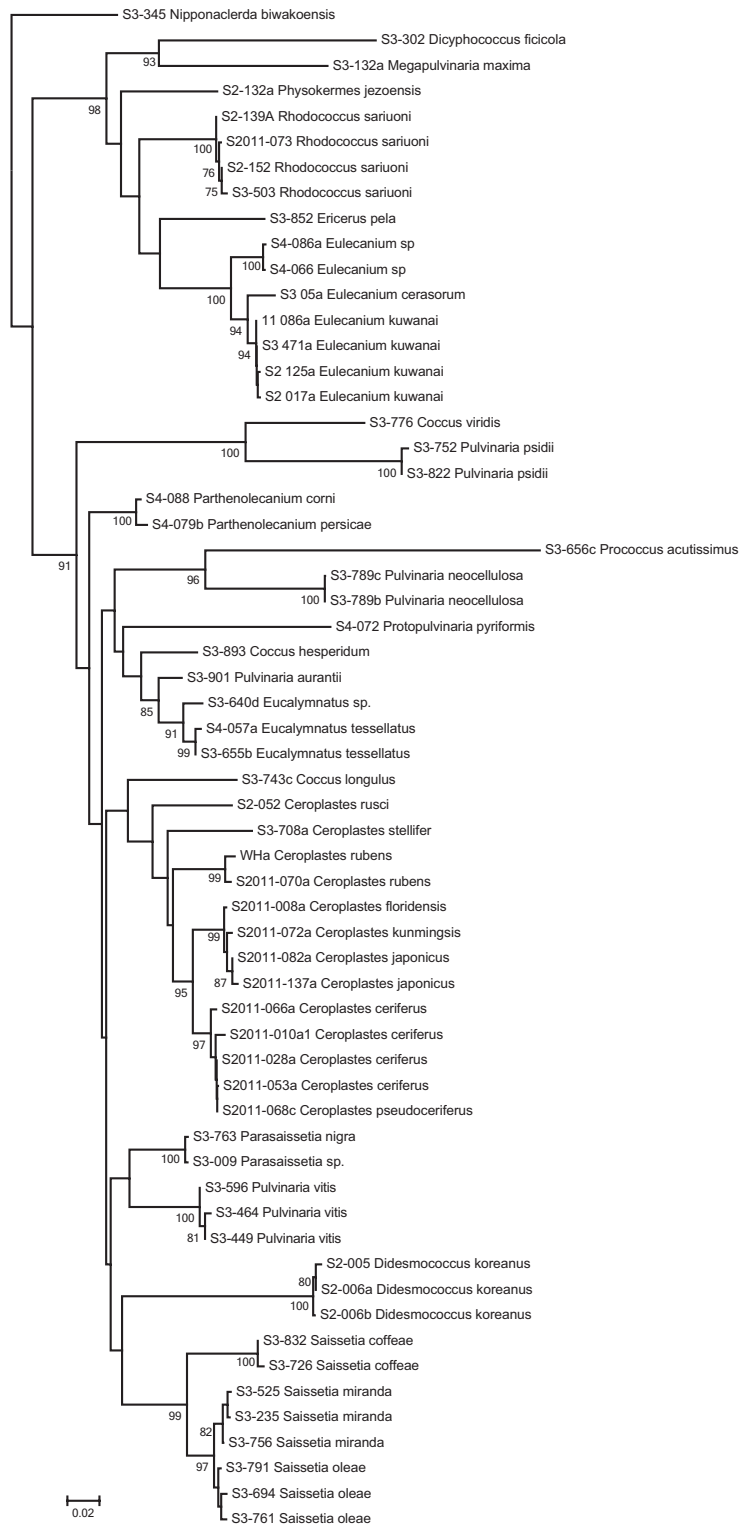 S3-345 Nipponaclerda biwakoensis
S3-302 Dicyphococcus ficicola
93
S3-132a Megapulvinaria maxima
98
S2-132a Physokermes jezoensis
S2-139A Rhodococcus sariuoni
100
S2011-073 Rhodococcus sariuoni
76
S2-152 Rhodococcus sariuoni
75
S3-503 Rhodococcus sariuoni
S3-852 Ericerus pela
S4-086a Eulecanium sp
100
S4-066 Eulecanium sp
100
S3 05a Eulecanium cerasorum
94
11 086a Eulecanium kuwanai
S3 471a Eulecanium kuwanai
94
S2 125a Eulecanium kuwanai
S2 017a Eulecanium kuwanai
S3-776 Coccus viridis
100
S3-752 Pulvinaria psidii
100
S3-822 Pulvinaria psidii
S4-088 Parthenolecanium corni
100
S4-079b Parthenolecanium persicae
91
S3-656c Prococcus acutissimus
96
S3-789c Pulvinaria neocellulosa
100
S3-789b Pulvinaria neocellulosa
S4-072 Protopulvinaria pyriformis
S3-893 Coccus hesperidum
S3-901 Pulvinaria aurantii
85
S3-640d Eucalymnatus sp.
91
S4-057a Eucalymnatus tessellatus
99
S3-655b Eucalymnatus tessellatus
S3-743c Coccus longulus
S2-052 Ceroplastes rusci
S3-708a Ceroplastes stellifer
WHa Ceroplastes rubens
99
S2011-070a Ceroplastes rubens
S2011-008a Ceroplastes floridensis
99
S2011-072a Ceroplastes kunmingsis
S2011-082a Ceroplastes japonicus
87
S2011-137a Ceroplastes japonicus
95
S2011-066a Ceroplastes ceriferus
S2011-010a1 Ceroplastes ceriferus
97
S2011-028a Ceroplastes ceriferus
S2011-053a Ceroplastes ceriferus
S2011-068c Ceroplastes pseudoceriferus
S3-763 Parasaissetia nigra
100
S3-009 Parasaissetia sp.
S3-596 Pulvinaria vitis
100
S3-464 Pulvinaria vitis
81
S3-449 Pulvinaria vitis
S2-005 Didesmococcus koreanus
80
S2-006a Didesmococcus koreanus
100
S2-006b Didesmococcus koreanus
S3-832 Saissetia coffeae
100
S3-726 Saissetia coffeae
99
S3-525 Saissetia miranda
S3-235 Saissetia miranda
82
S3-756 Saissetia miranda
97
S3-791 Saissetia oleae
S3-694 Saissetia oleae
S3-761 Saissetia oleae
0.02